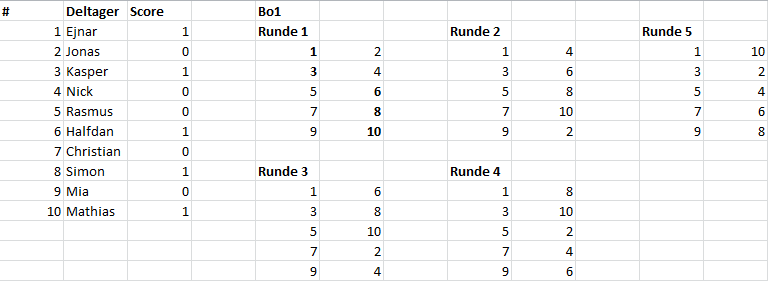 # Deltager Score Bo1
1 Ejnar 1 Runde 1 Runde 2 Runde 5
2 Jonas 0 1 2 1 4 1 10
3 Kasper 1 3 4 3 6 3 2
4 Nick 0 5 6 5 8 5 4
5 Rasmus 0 7 8 7 10 7 6
6 Halfdan 1 9 10 9 2 9 8
7 Christian 0
8 Simon 1 Runde 3 Runde 4
9 Mia 0 1 6 1 8
10 Mathias 1 3 8 3 10
5 10 5 2
7 2 7 4
9 4 9 6